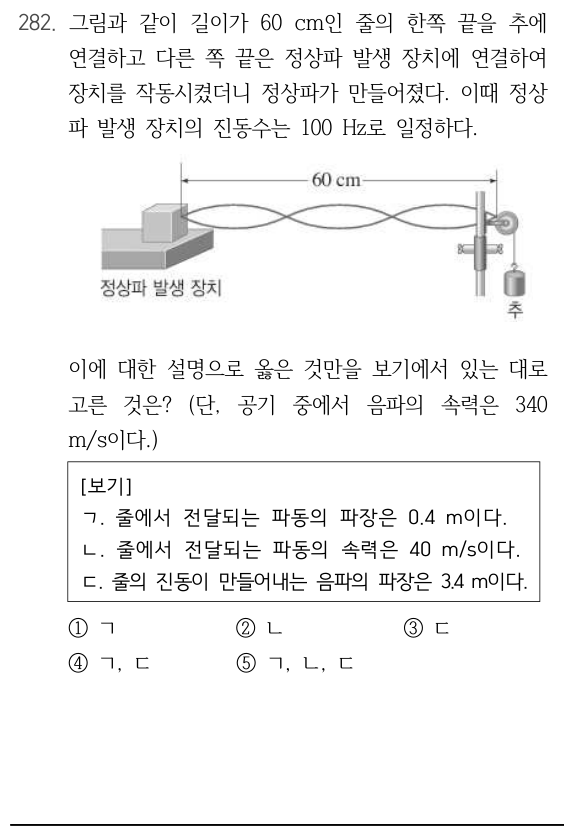 282. 그림과 같이 길이가 60 cm인 줄의 한쪽 끝을 추에
연결하고 다른 쪽 끝은 정상파 발생 장치에 연결하여
장치를 작동시켰더니 정상파가 만들어졌다. 이때 정상
파 발생 장치의 진동수는 100 Hz로 일정하다.
60 cm
정상파 발생 장치
추
이에 대한 설명으로 옳은 것만을 보기에서 있는 대로
고른 것은? (단, 공기 중에서 음파의 속력은 340
m/s이다.)
[보기]
ㄱ. 줄에서 전달되는 파동의 파장은 0.4 m이다.
ㄴ. 줄에서 전달되는 파동의 속력은 40 m/s이다.
ㄷ. 줄의 진동이 만들어내는 음파의 파장은 3.4 m이다.
① ㄱ ② ㄴ ③ ㄷ
④ ㄱ, ㄷ ⑤ ㄱ, ㄴ, ㄷ